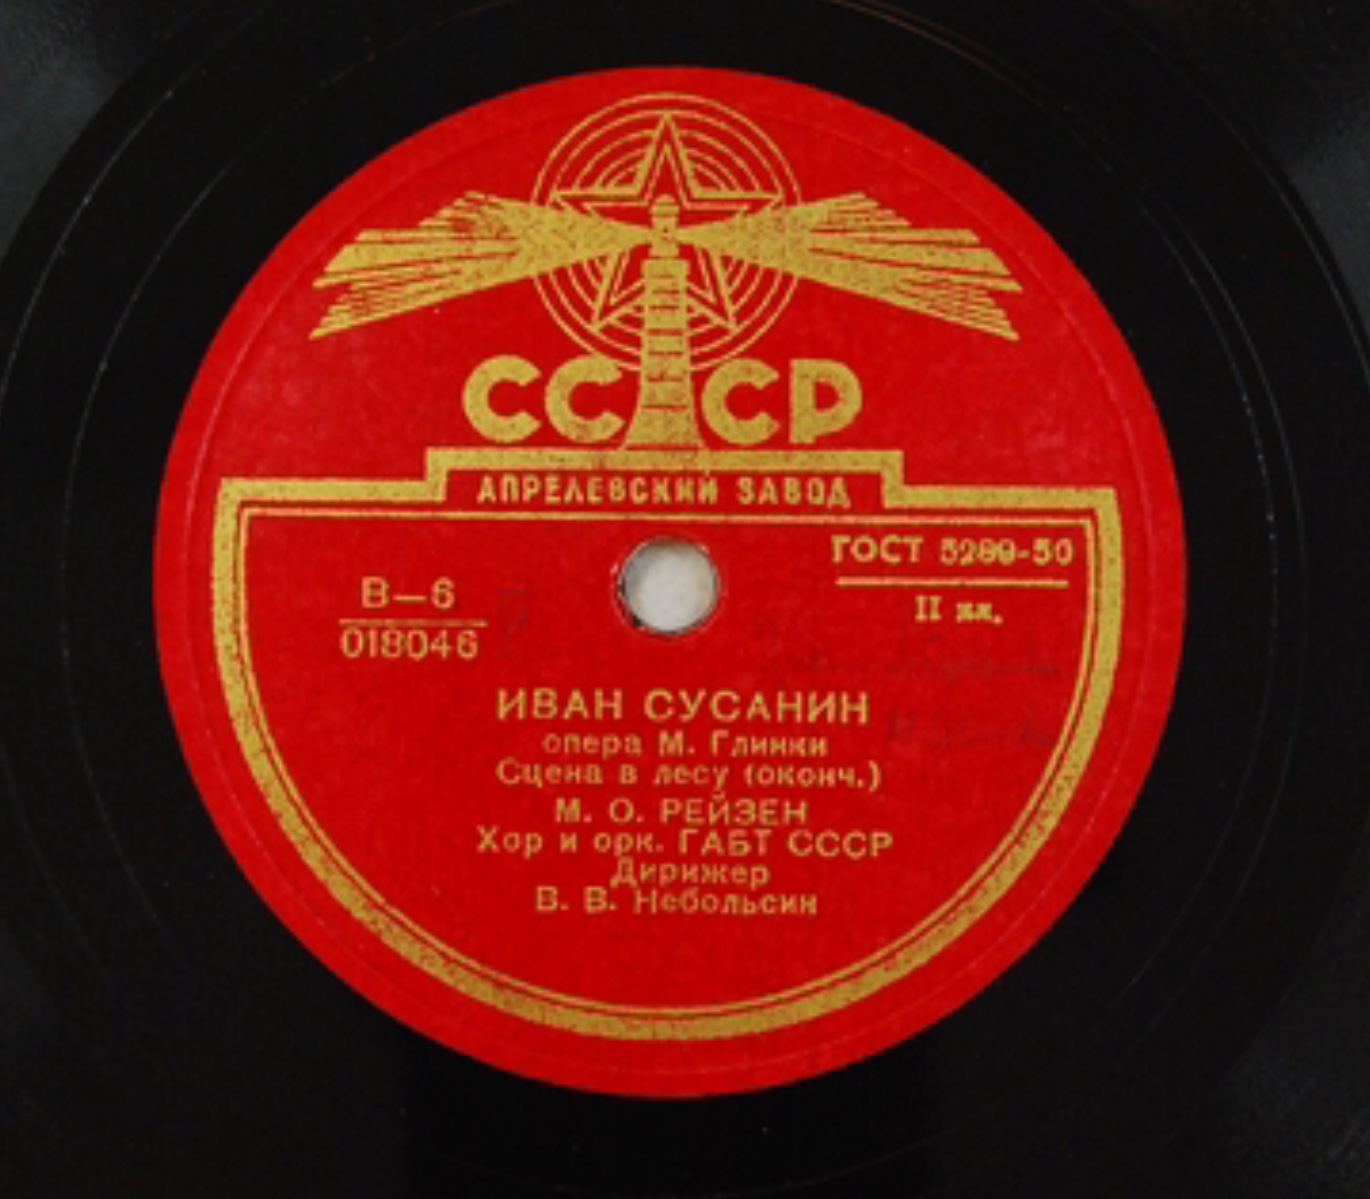 СССР
АПРЕЛЕВСКИЙ ЗАВОД
ГОСТ 5289-50
II кл.
В—6
018046
ИВАН СУСАНИН
опера М. Глинки
Сцена в лесу (оконч.)
М. О. РЕЙЗЕН
Хор и орк. ГАБТ СССР
Дирижер
В. В. Небольсин